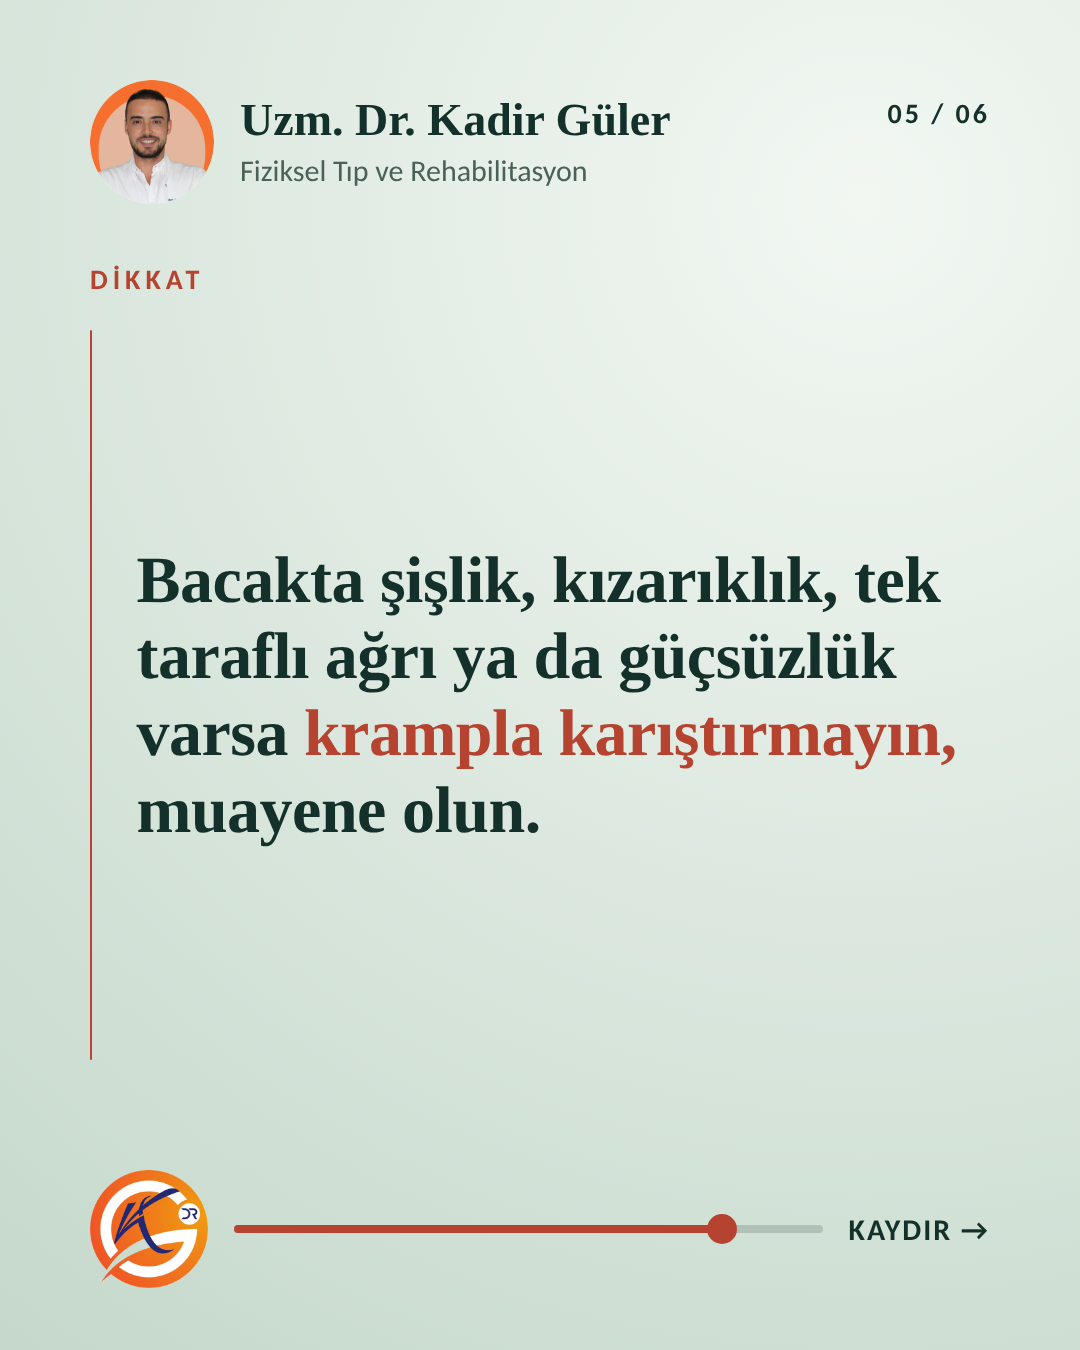 Uzm. Dr. Kadir Güler
Fiziksel Tıp ve Rehabilitasyon
05 / 06
DİKKAT
Bacakta şişlik, kızarıklık, tek
taraflı ağrı ya da güçsüzlük
varsa krampla karıştırmayın,
muayene olun.
DR
KAYDIR →